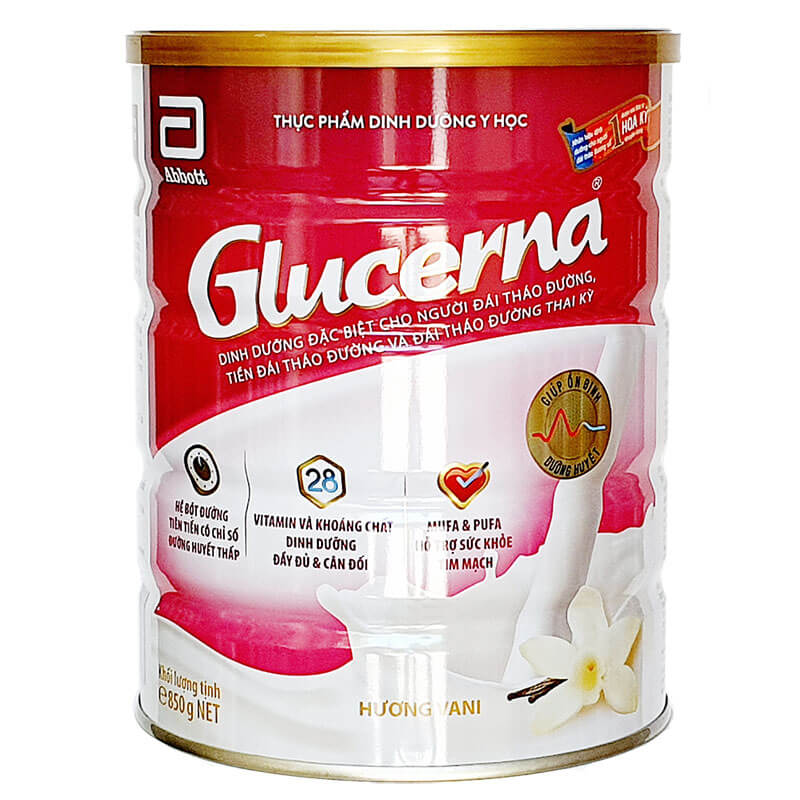 Abbott
THỰC PHẨM DINH DƯỠNG Y HỌC
1
HOA KỲ
Glucerna®
DINH DƯỠNG ĐẶC BIỆT CHO NGƯỜI ĐÁI THÁO ĐƯỜNG,
TIỀN ĐÁI THÁO ĐƯỜNG VÀ ĐÁI THÁO ĐƯỜNG THAI KỲ
GIÚP ỔN ĐỊNH
ĐƯỜNG HUYẾT
HỆ BỘT ĐƯỜNG
TIÊN TIẾN CÓ CHỈ SỐ
ĐƯỜNG HUYẾT THẤP
28
VITAMIN VÀ KHOÁNG CHẤT
DINH DƯỠNG
ĐẦY ĐỦ & CÂN ĐỐI
MUFA & PUFA
HỖ TRỢ SỨC KHỎE
TIM MẠCH
Khối lượng tịnh
℮850g NET
HƯƠNG VANI